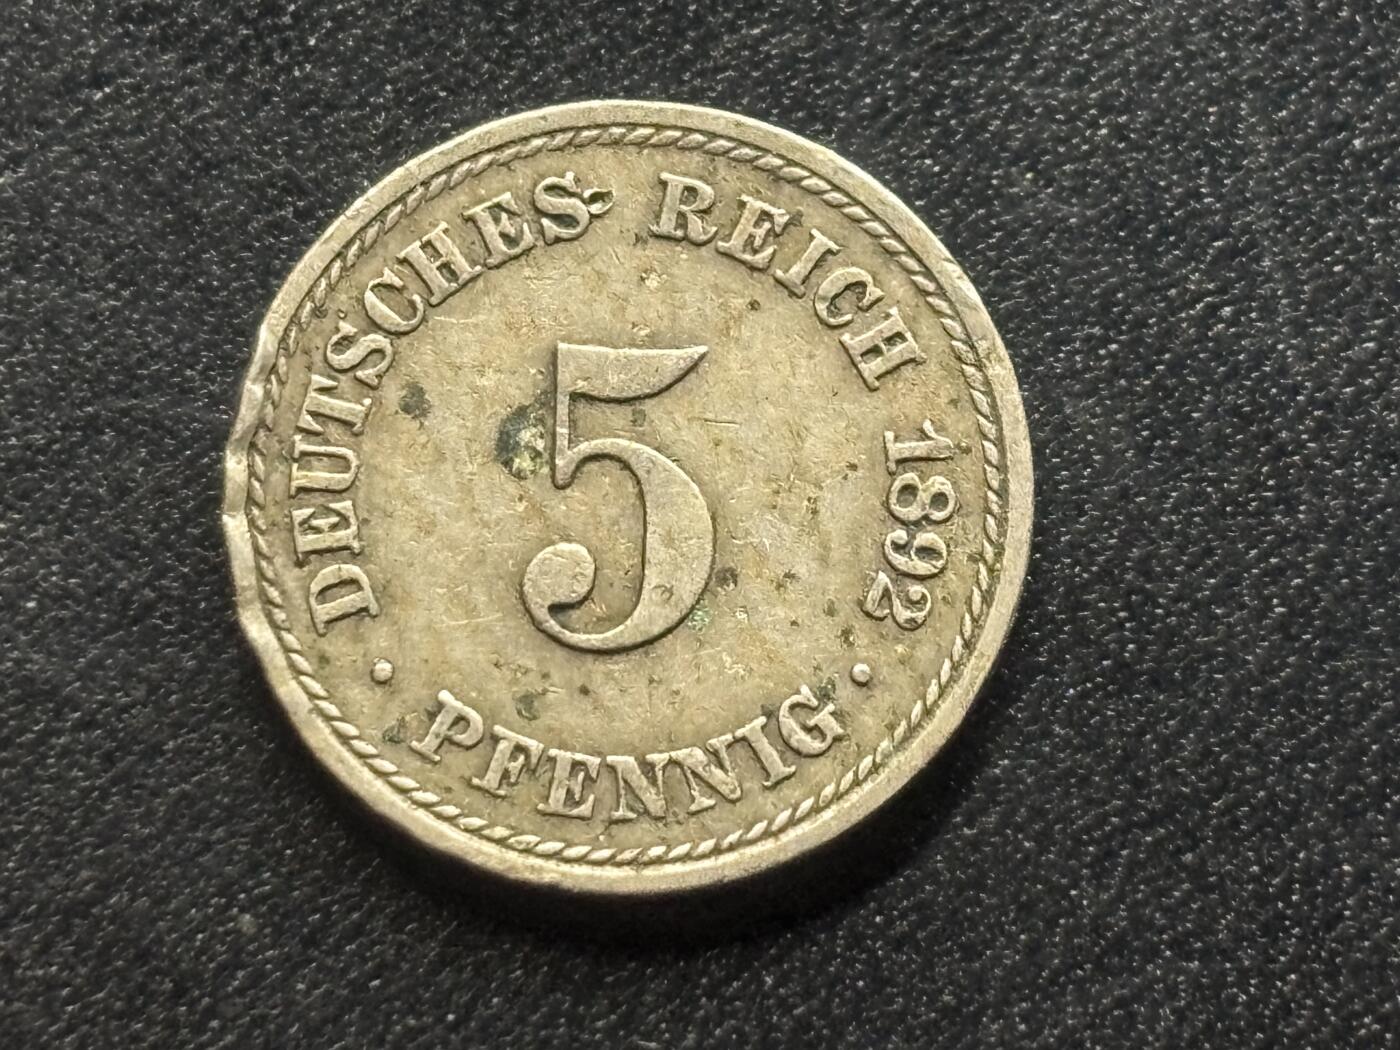 DEUTSCHES REICH 1892
5
· PFENNIG ·